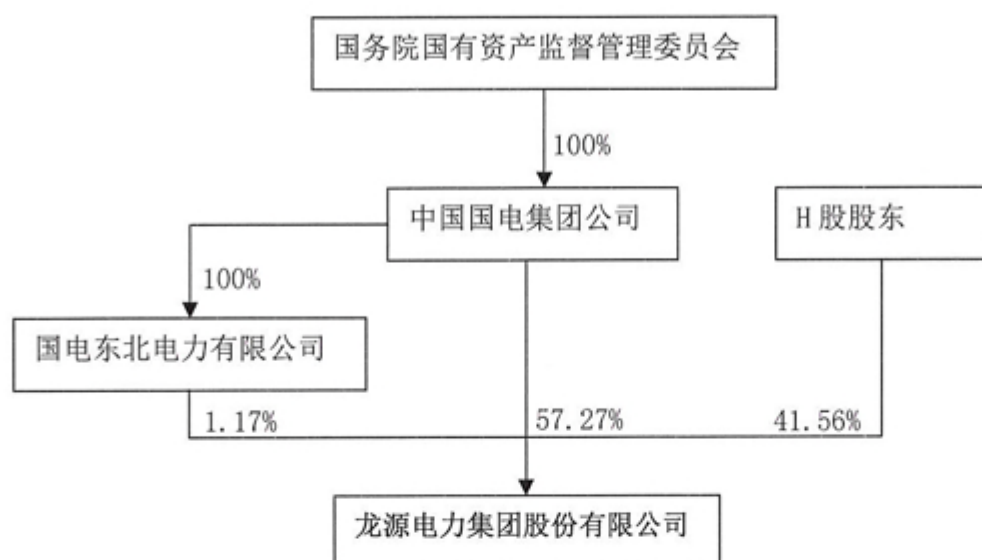 国务院国有资产监督管理委员会
100%
中国国电集团公司
H股股东
100%
国电东北电力有限公司
1.17%
57.27%
41.56%
龙源电力集团股份有限公司